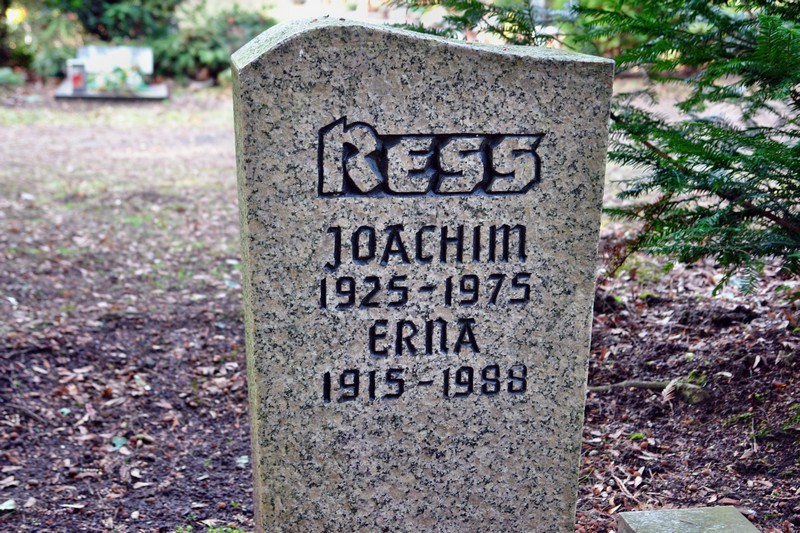 RESS
JOACHIM
1925-1975
ERNA
1915-1988